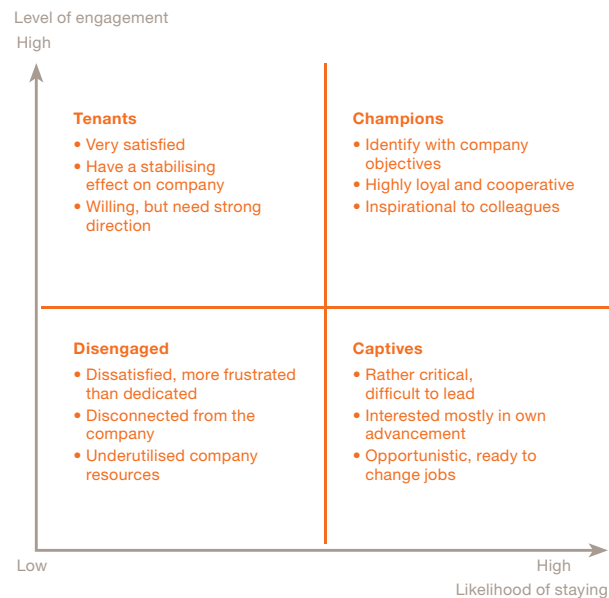 Level of engagement
High
Tenants
• Very satisfied
• Have a stabilising
effect on company
• Willing, but need strong
direction
Champions
• Identify with company
objectives
• Highly loyal and cooperative
• Inspirational to colleagues
Disengaged
• Dissatisfied, more frustrated
than dedicated
• Disconnected from the
company
• Underutilised company
resources
Captives
• Rather critical,
difficult to lead
• Interested mostly in own
advancement
• Opportunistic, ready to
change jobs
Low
High
Likelihood of staying